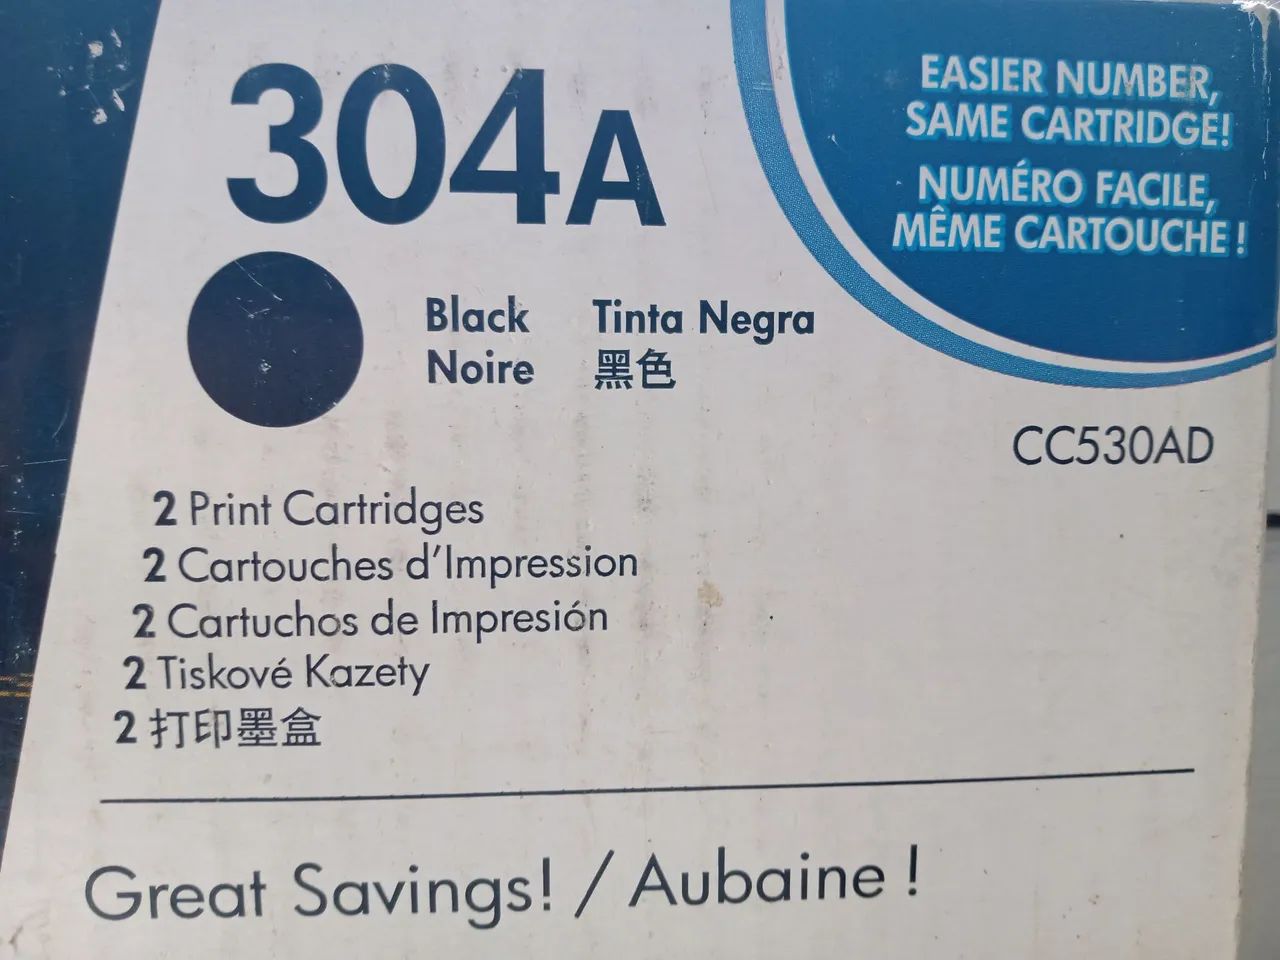 304A
EASIER NUMBER,
SAME CARTRIDGE!
NUMÉRO FACILE,
MÊME CARTOUCHE !
Black Tinta Negra
Noire 黑色
CC530AD
2 Print Cartridges
2 Cartouches d'Impression
2 Cartuchos de Impresión
2 Tiskové Kazety
2 打印墨盒
Great Savings! / Aubaine !